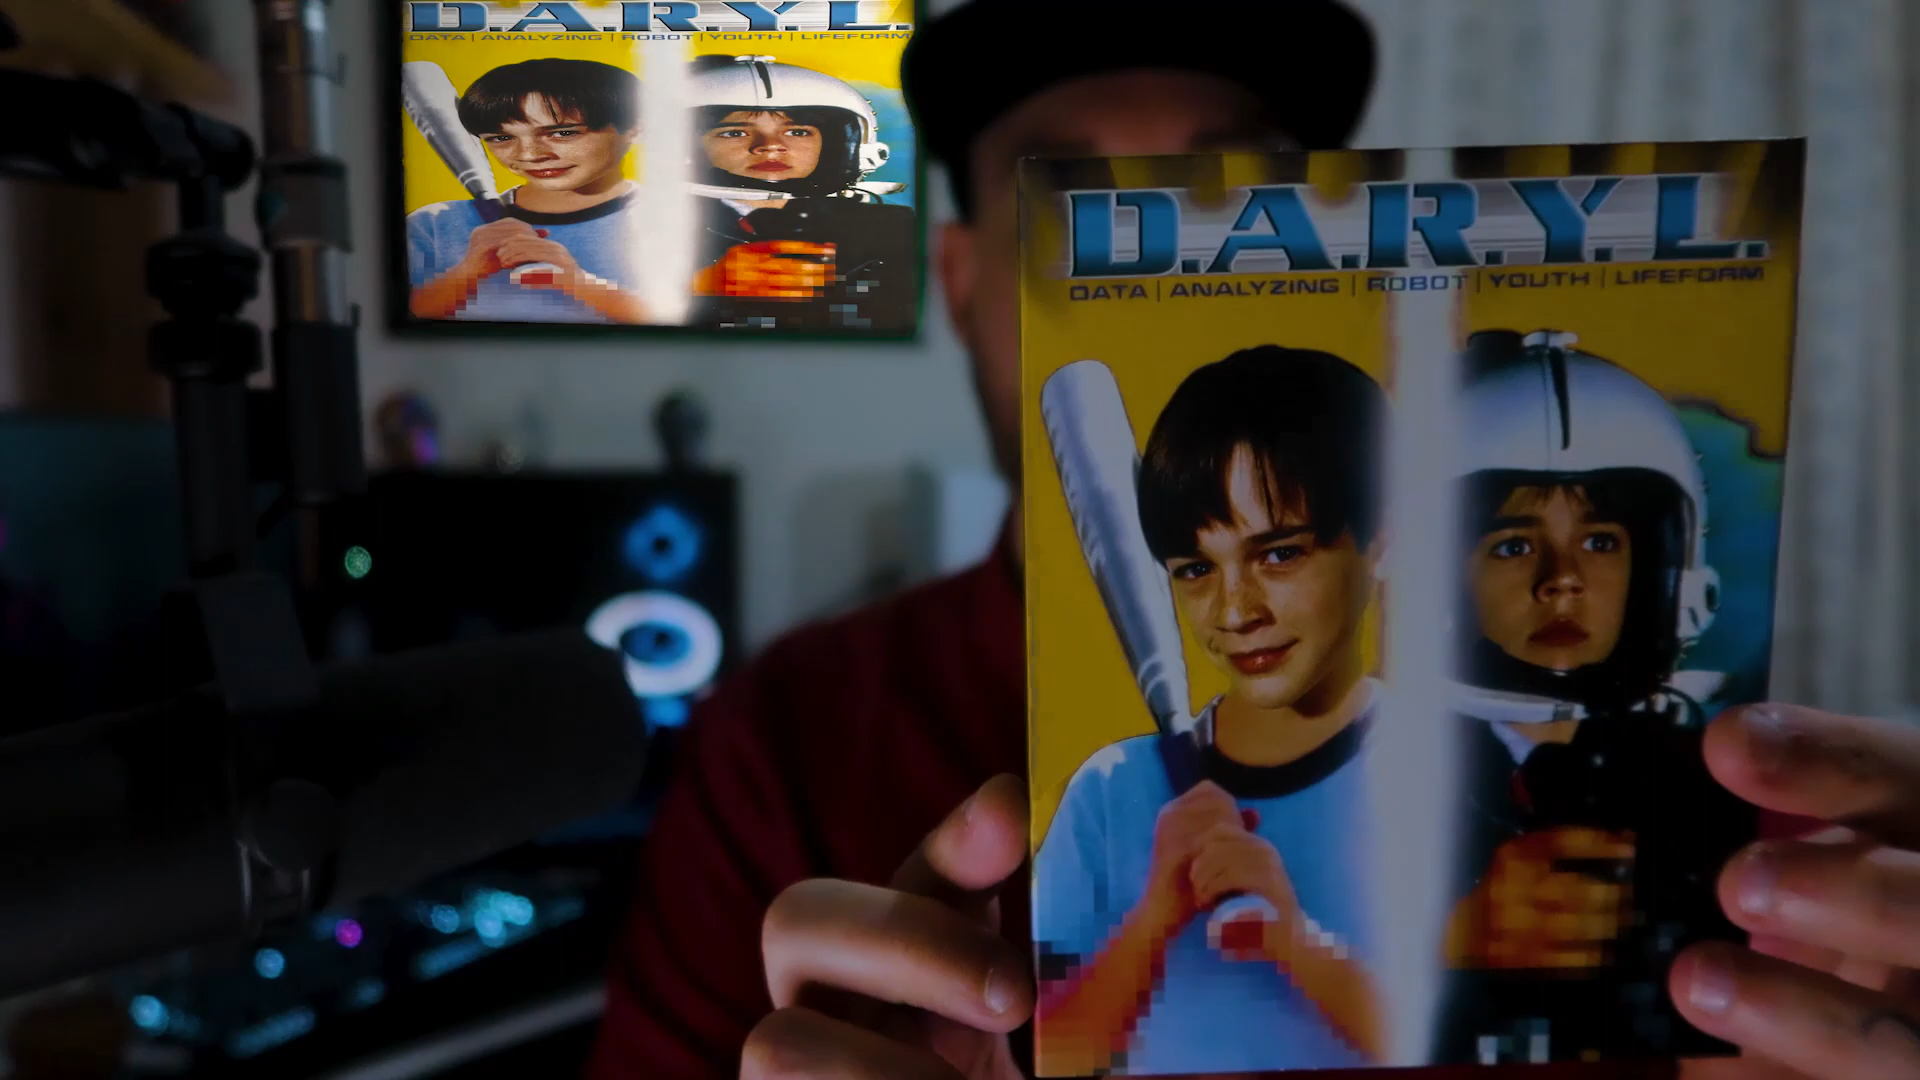 D.A.R.Y.L.
DATA | ANALYZING | ROBOT | YOUTH | LIFEFORM
D.A.R.Y.L.
DATA | ANALYZING | ROBOT | YOUTH | LIFEFORM